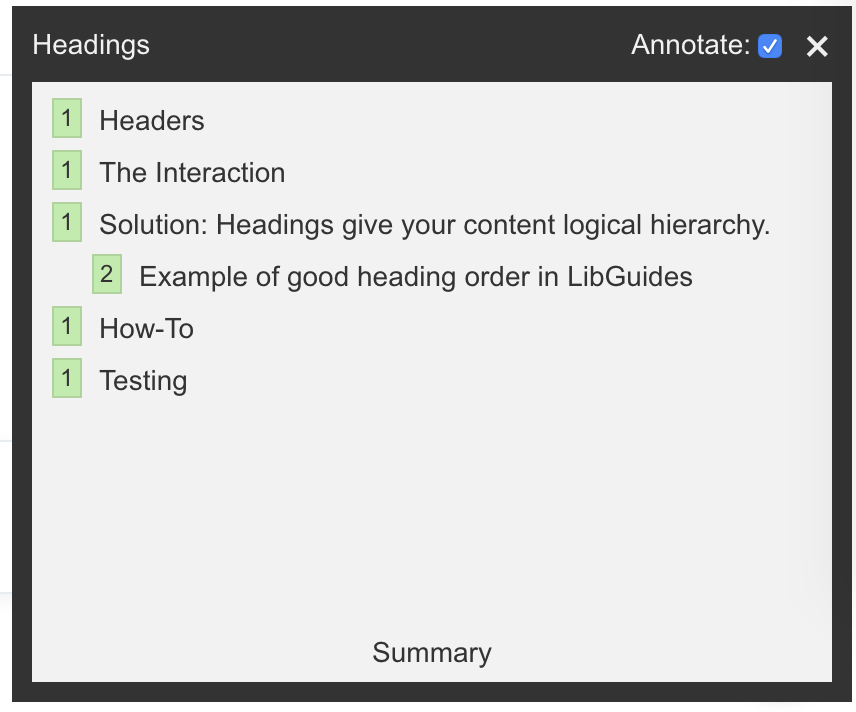 Headings
Annotate:
1 Headers
1 The Interaction
1 Solution: Headings give your content logical hierarchy.
2 Example of good heading order in LibGuides
1 How-To
1 Testing
Summary